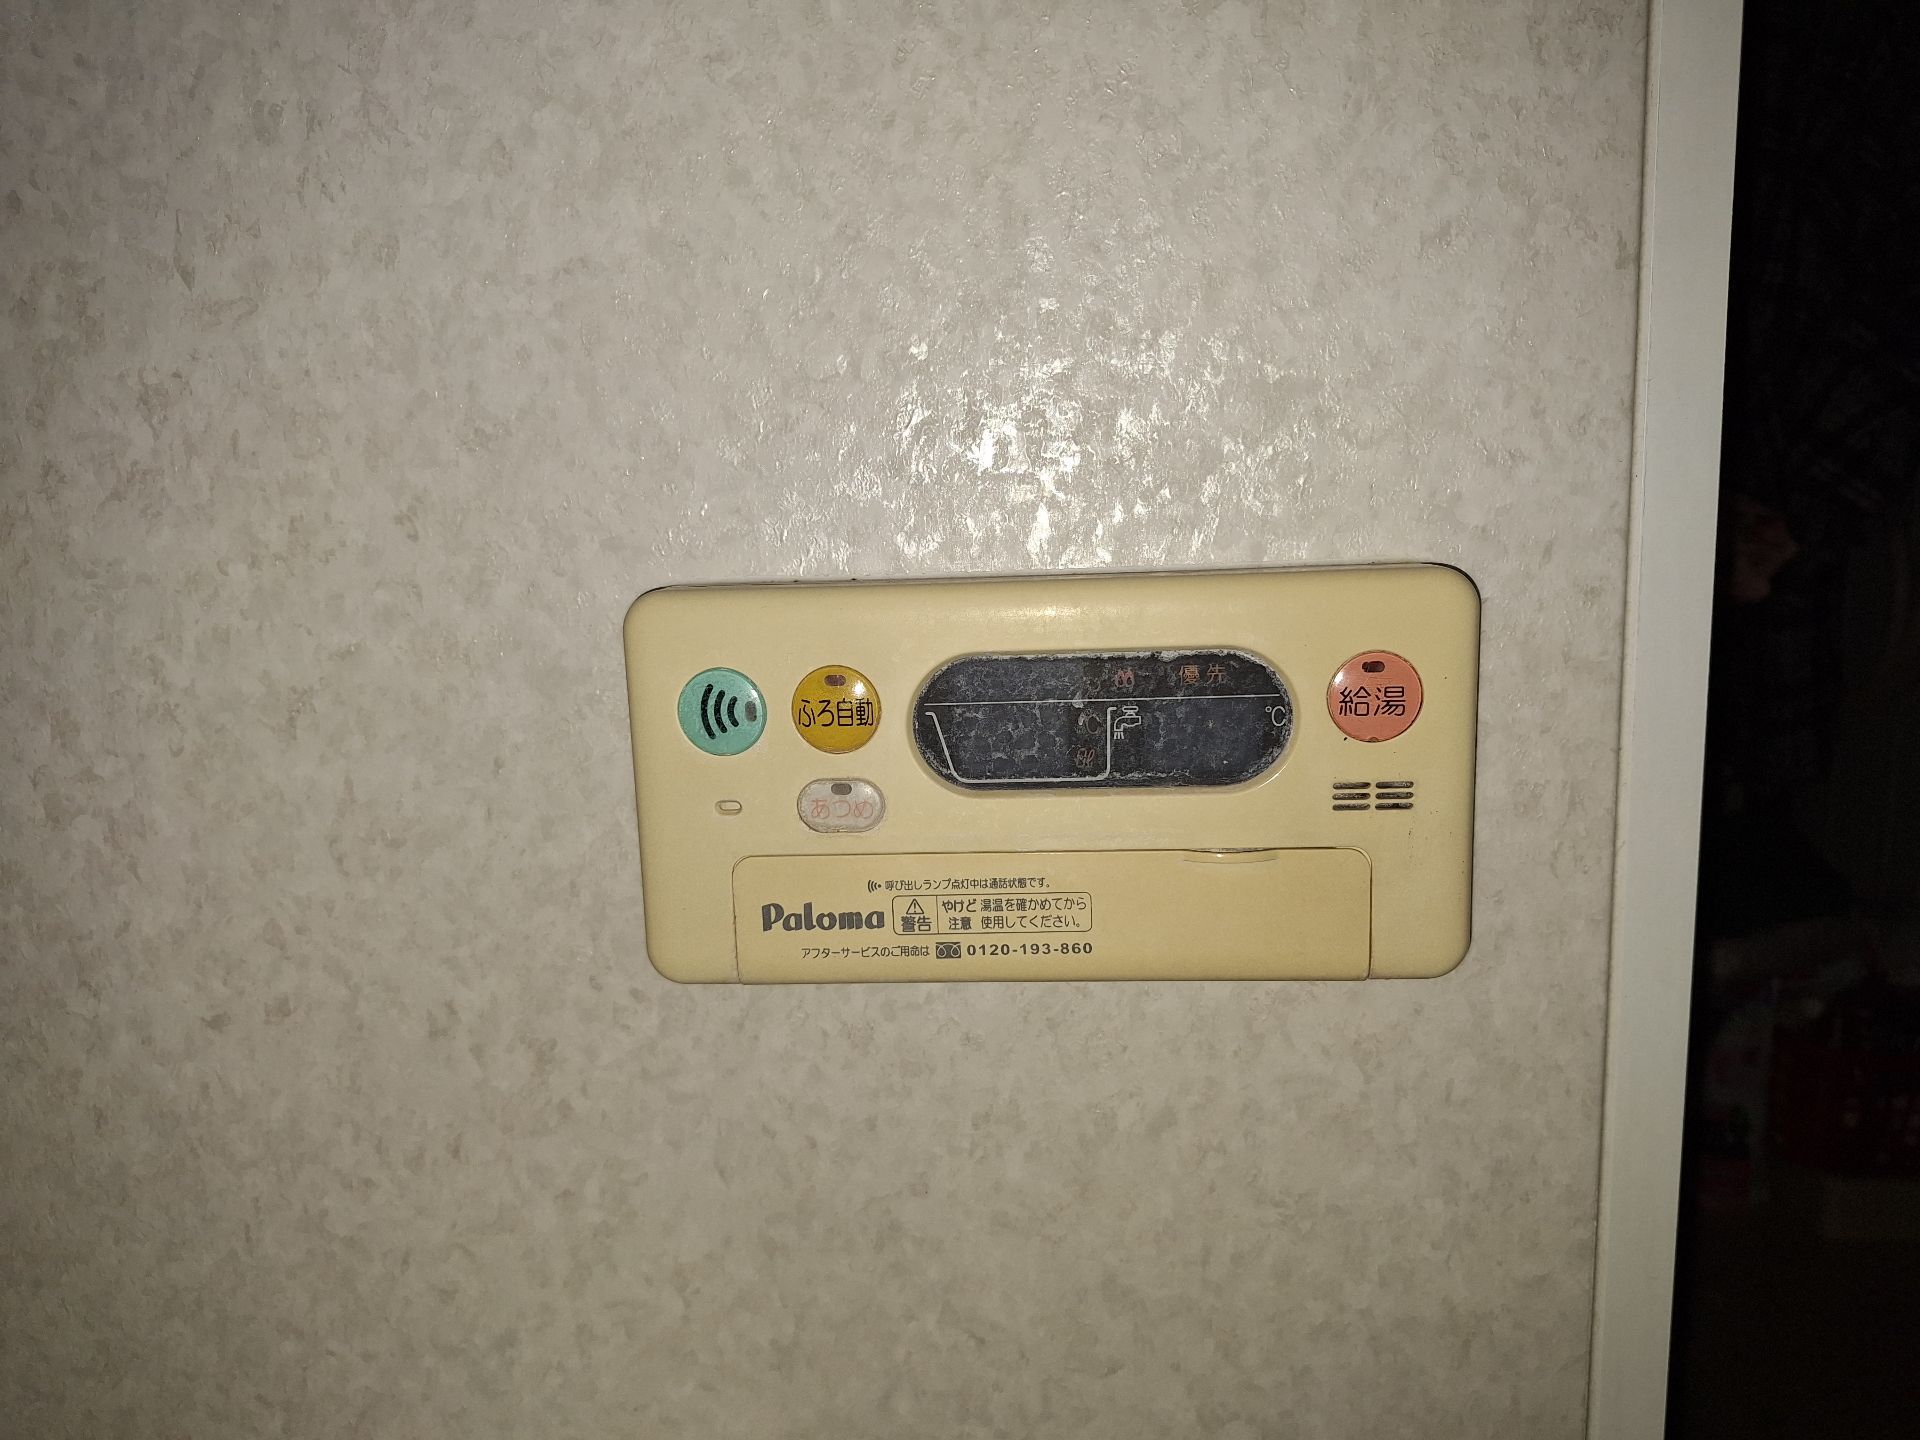 優先
給湯
ふろ自動
℃
あつめ
呼び出しランプ点灯中は通話状態です。
Paloma
警告
やけど 湯温を確かめてから
注意 使用してください。
アフターサービスのご用命は 0120-193-860